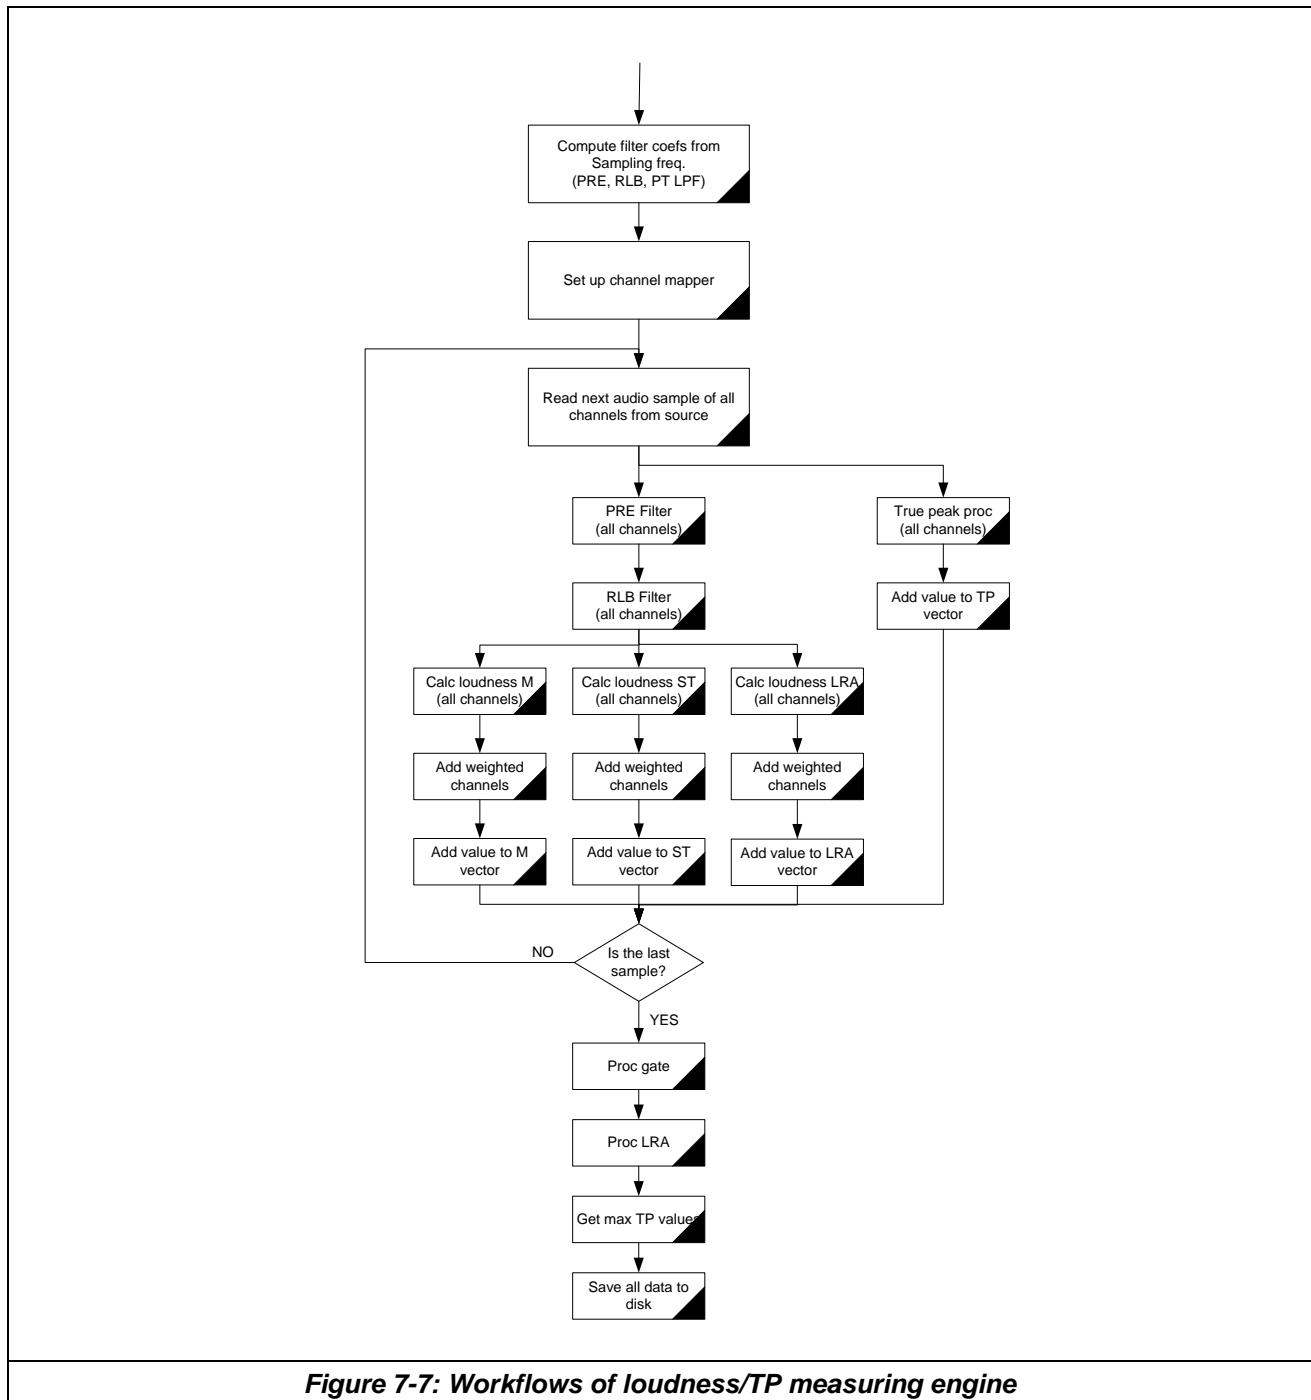 Compute filter coefs from
Sampling freq.
(PRE, RLB, PT LPF)
Set up channel mapper
Read next audio sample of all
channels from source
PRE Filter
(all channels)
True peak proc
(all channels)
RLB Filter
(all channels)
Add value to TP
vector
Calc loudness M
(all channels)
Calc loudness ST
(all channels)
Calc loudness LRA
(all channels)
Add weighted
channels
Add weighted
channels
Add weighted
channels
Add value to M
vector
Add value to ST
vector
Add value to LRA
vector
NO
Is the last
sample?
YES
Proc gate
Proc LRA
Get max TP values
Save all data to
disk
Figure 7-7: Workflows of loudness/TP measuring engine